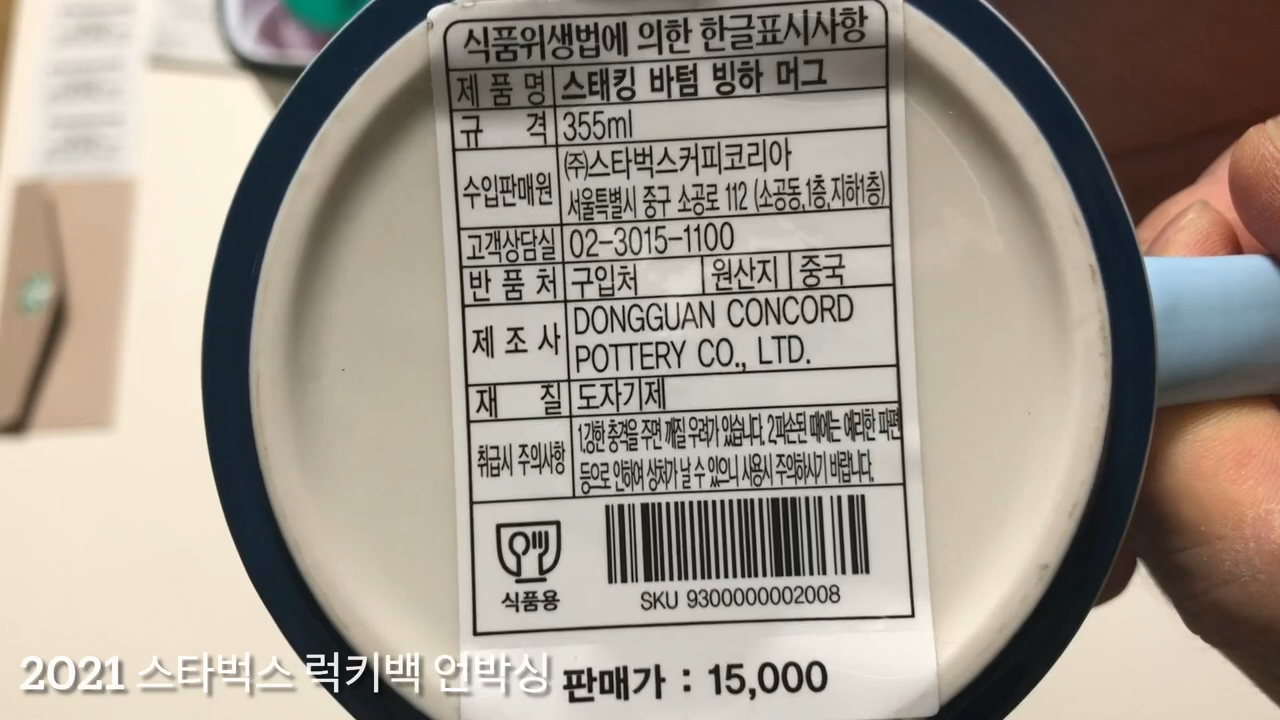 식품위생법에 의한 한글표시사항
제 품 명 스태킹 바텀 빙하 머그
규 격 355ml
수입판매원 ㈜스타벅스커피코리아
서울특별시 중구 소공로 112 (소공동,1층,지하1층)
고객상담실 02-3015-1100
반 품 처 구입처 원산지 중국
제 조 사 DONGGUAN CONCORD
POTTERY CO., LTD.
재 질 도자기제
취급시 주의사항 1.강한 충격을 주면 깨질 우려가 있습니다. 2.파손된 때에는 예리한 파편
등으로 인하여 상처가 날 수 있으니 사용시 주의하시기 바랍니다.
식품용
SKU 9300000002008
판매가 : 15,000
2021 스타벅스 럭키백 언박싱